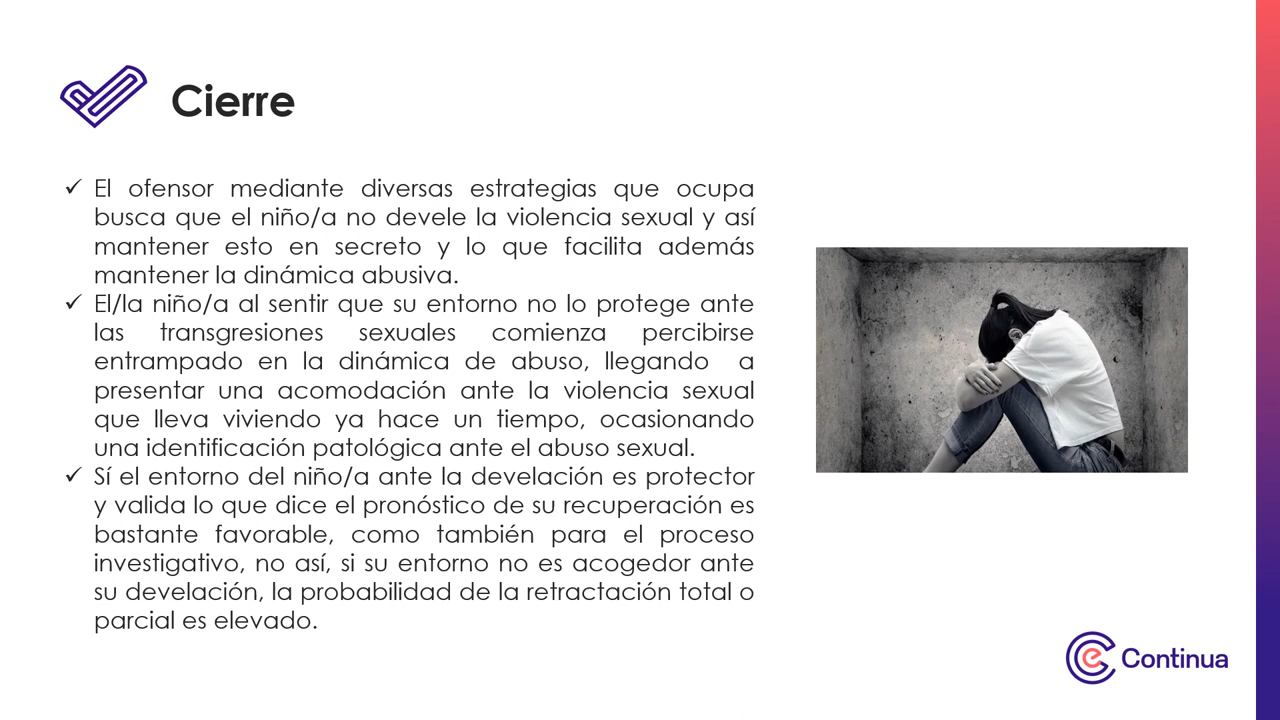 Cierre
✓ El ofensor mediante diversas estrategias que ocupa
busca que el niño/a no devele la violencia sexual y así
mantener esto en secreto y lo que facilita además
mantener la dinámica abusiva.
✓ El/la niño/a al sentir que su entorno no lo protege ante
las transgresiones sexuales comienza percibirse
entrampado en la dinámica de abuso, llegando a
presentar una acomodación ante la violencia sexual
que lleva viviendo ya hace un tiempo, ocasionando
una identificación patológica ante el abuso sexual.
✓ Sí el entorno del niño/a ante la develación es protector
y valida lo que dice el pronóstico de su recuperación es
bastante favorable, como también para el proceso
investigativo, no así, si su entorno no es acogedor ante
su develación, la probabilidad de la retractación total o
parcial es elevado.
Continua